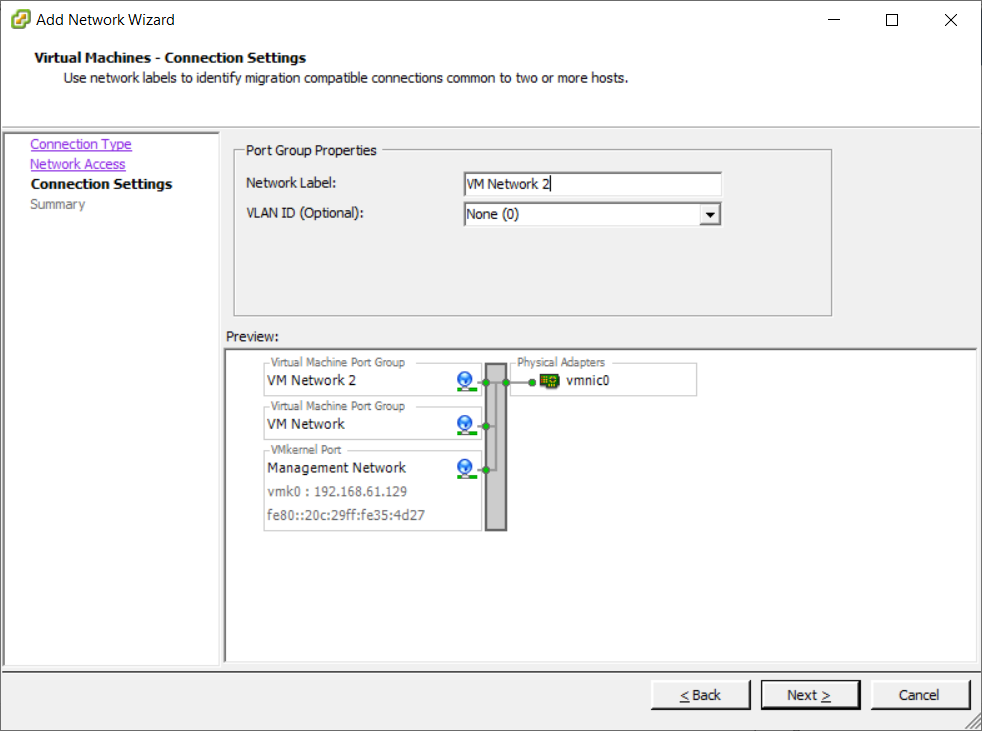 Add Network Wizard
Virtual Machines - Connection Settings
Use network labels to identify migration compatible connections common to two or more hosts.
Connection Type
Network Access
Connection Settings
Summary
Port Group Properties
Network Label:
VM Network 2
VLAN ID (Optional):
None (0)
Preview:
Virtual Machine Port Group
VM Network 2
Physical Adapters
vmnic0
Virtual Machine Port Group
VM Network
VMkernel Port
Management Network
vmk0 : 192.168.61.129
fe80::20c:29ff:fe35:4d27
< Back
Next >
Cancel